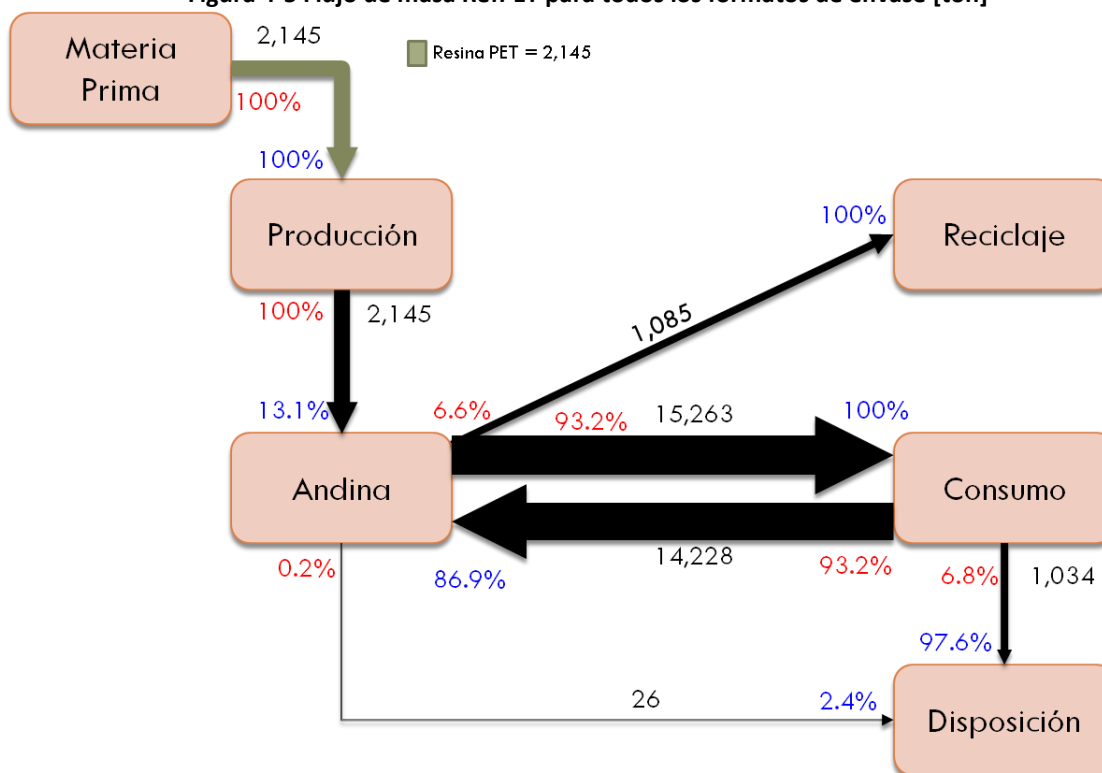 2,145
Materia
Prima
Resina PET = 2,145
100%
100%
Producción
100%
Reciclaje
100%
2,145
1,085
13.1%
6.6%
93.2%
15,263
100%
Andina
Consumo
0.2%
86.9%
14,228
93.2%
6.8%
1,034
97.6%
26
2.4%
Disposición